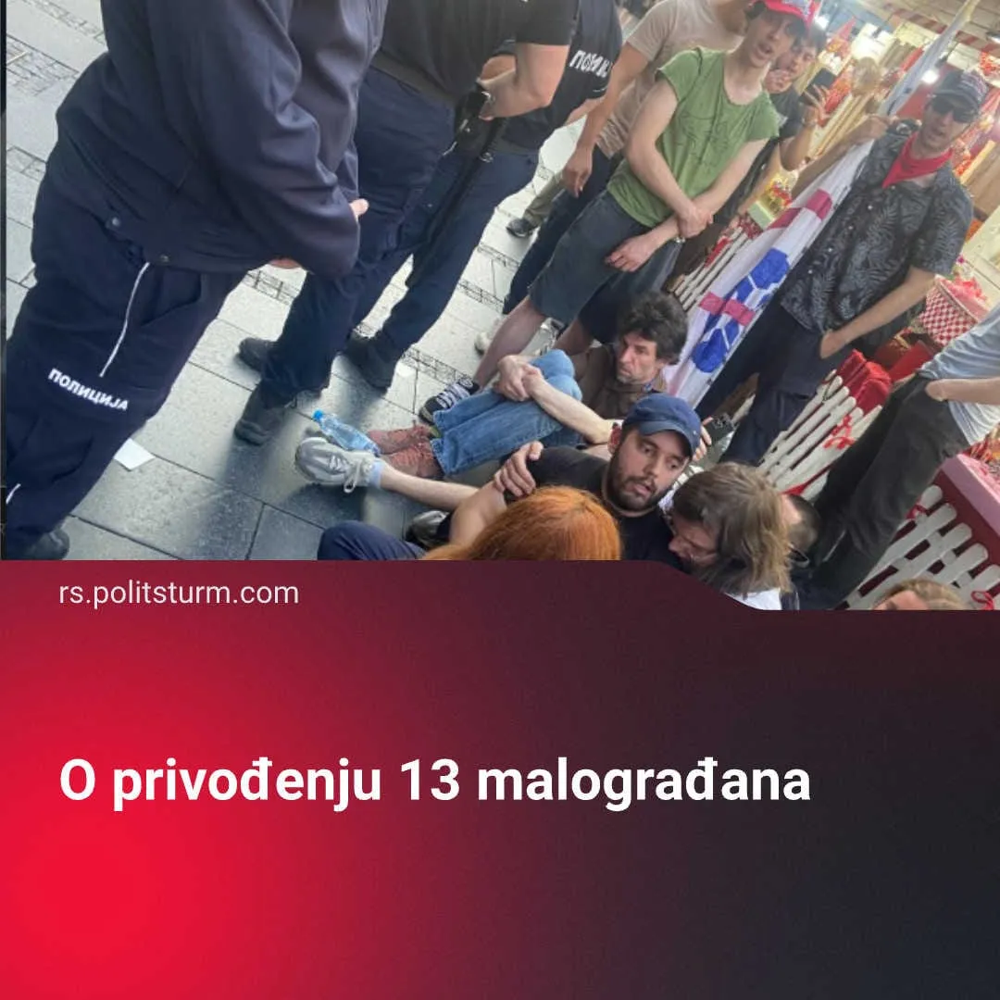 ПОЛИЦИЈА
rs.politsturm.com
O privođenju 13 malograđana